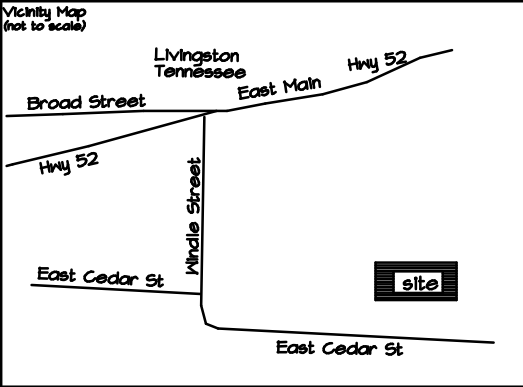 Vicinity Map
(not to scale)
Livingston
Tennessee
Hwy 52
East Main
Broad Street
Hwy 52
Windle Street
East Cedar St
site
East Cedar St